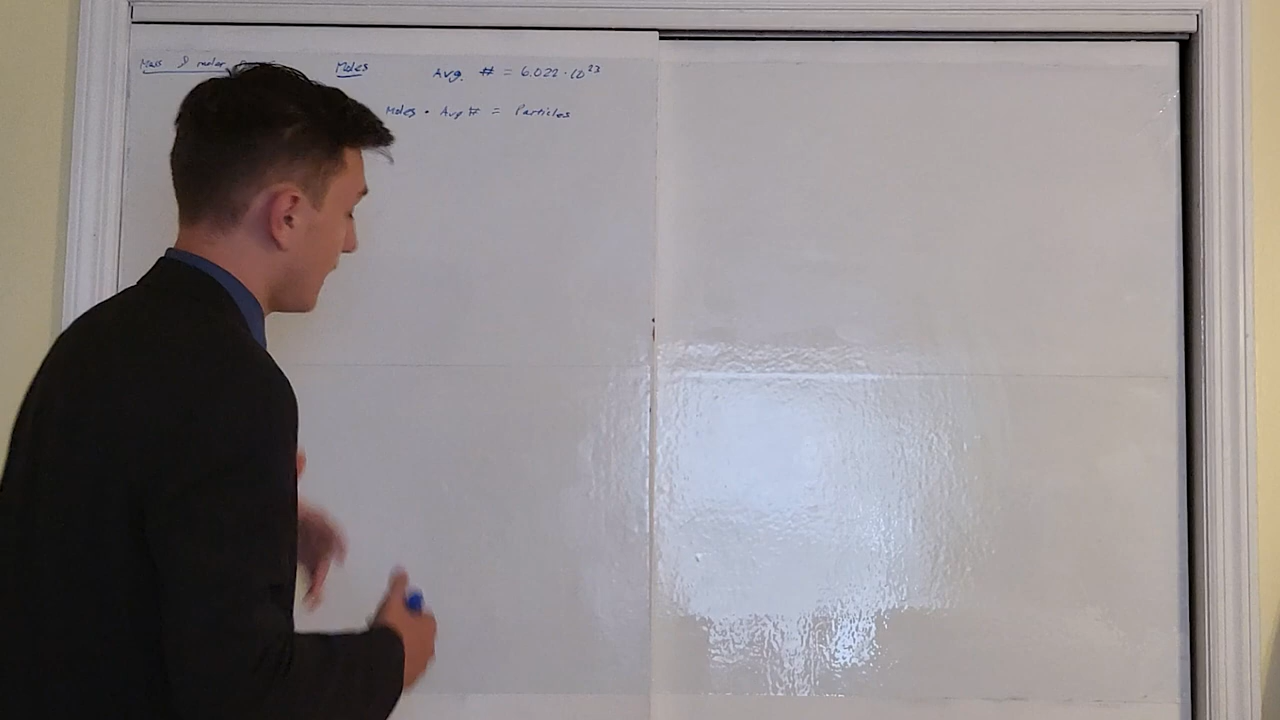 Mass & molar Moles Avg. # = 6.022 · 10²³
Moles · Avg # = Particles